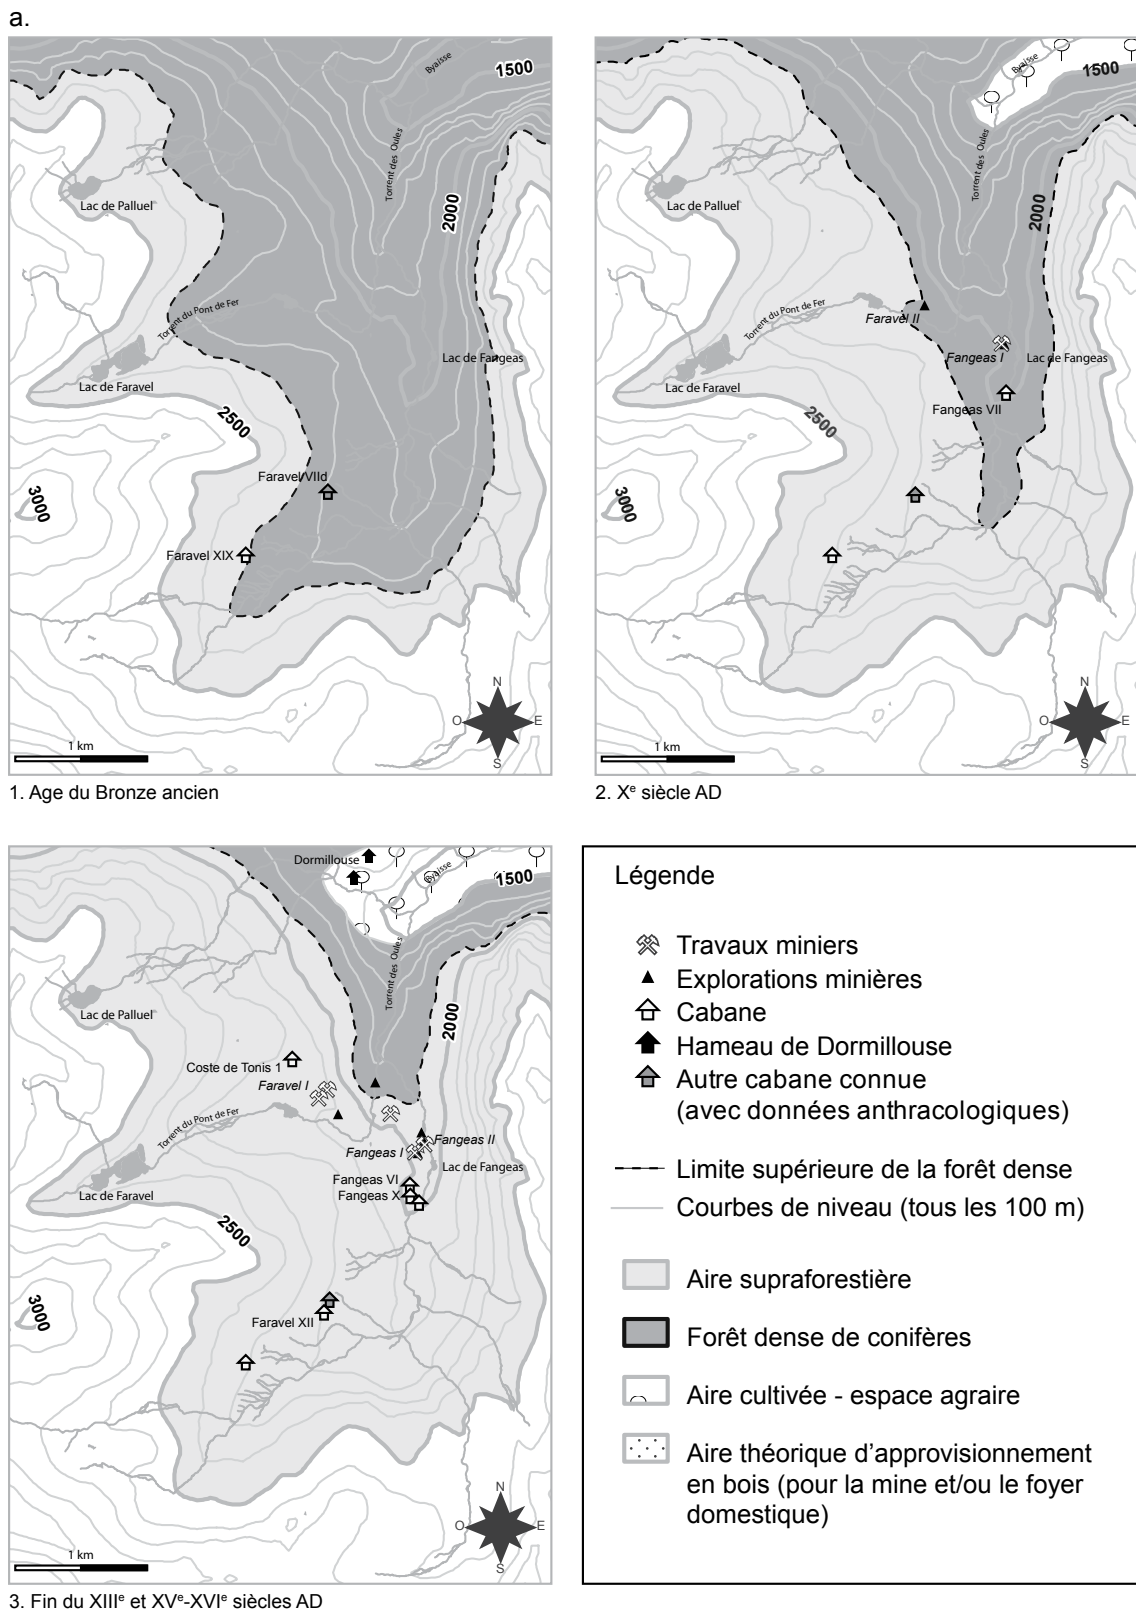 a.
Byaisse
1500
Torrent des Oules
2000
Lac de Palluel
Torrent du Pont de Fer
Lac de Fangeas
Lac de Faravel
2500
Faravel VIId
3000
Faravel XIX
N
O E
S
1 km
1. Age du Bronze ancien
Byaisse
1500
Torrent des Oules
2000
Lac de Palluel
Torrent du Pont de Fer
Faravel II
Fangeas I
Lac de Fangeas
Lac de Faravel
Fangeas VII
2500
3000
N
O E
S
1 km
2. Xe siècle AD
Dormillouse
Byaisse
1500
Torrent des Oules
2000
Lac de Palluel
Coste de Tonis 1
Faravel I
Torrent du Pont de Fer
Fangeas II
Fangeas I
Lac de Fangeas
Fangeas VI
Lac de Faravel
Fangeas X
2500
3000
Faravel XII
N
O E
S
1 km
3. Fin du XIIIe et XVe-XVIe siècles AD
Légende
Travaux miniers
Explorations minières
Cabane
Hameau de Dormillouse
Autre cabane connue
(avec données anthracologiques)
Limite supérieure de la forêt dense
Courbes de niveau (tous les 100 m)
Aire supraforestière
Forêt dense de conifères
Aire cultivée - espace agraire
Aire théorique d'approvisionnement
en bois (pour la mine et/ou le foyer
domestique)